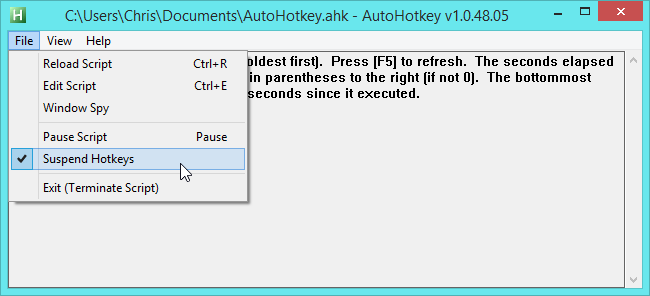 H
C:\Users\Chris\Documents\AutoHotkey.ahk - AutoHotkey v1.0.48.05
File View Help
oldest first). Press [F5] to refresh. The seconds elapsed
in parentheses to the right (if not 0). The bottommost
seconds since it executed.
Reload Script Ctrl+R
Edit Script Ctrl+E
Window Spy
Pause Script Pause
Suspend Hotkeys
Exit (Terminate Script)